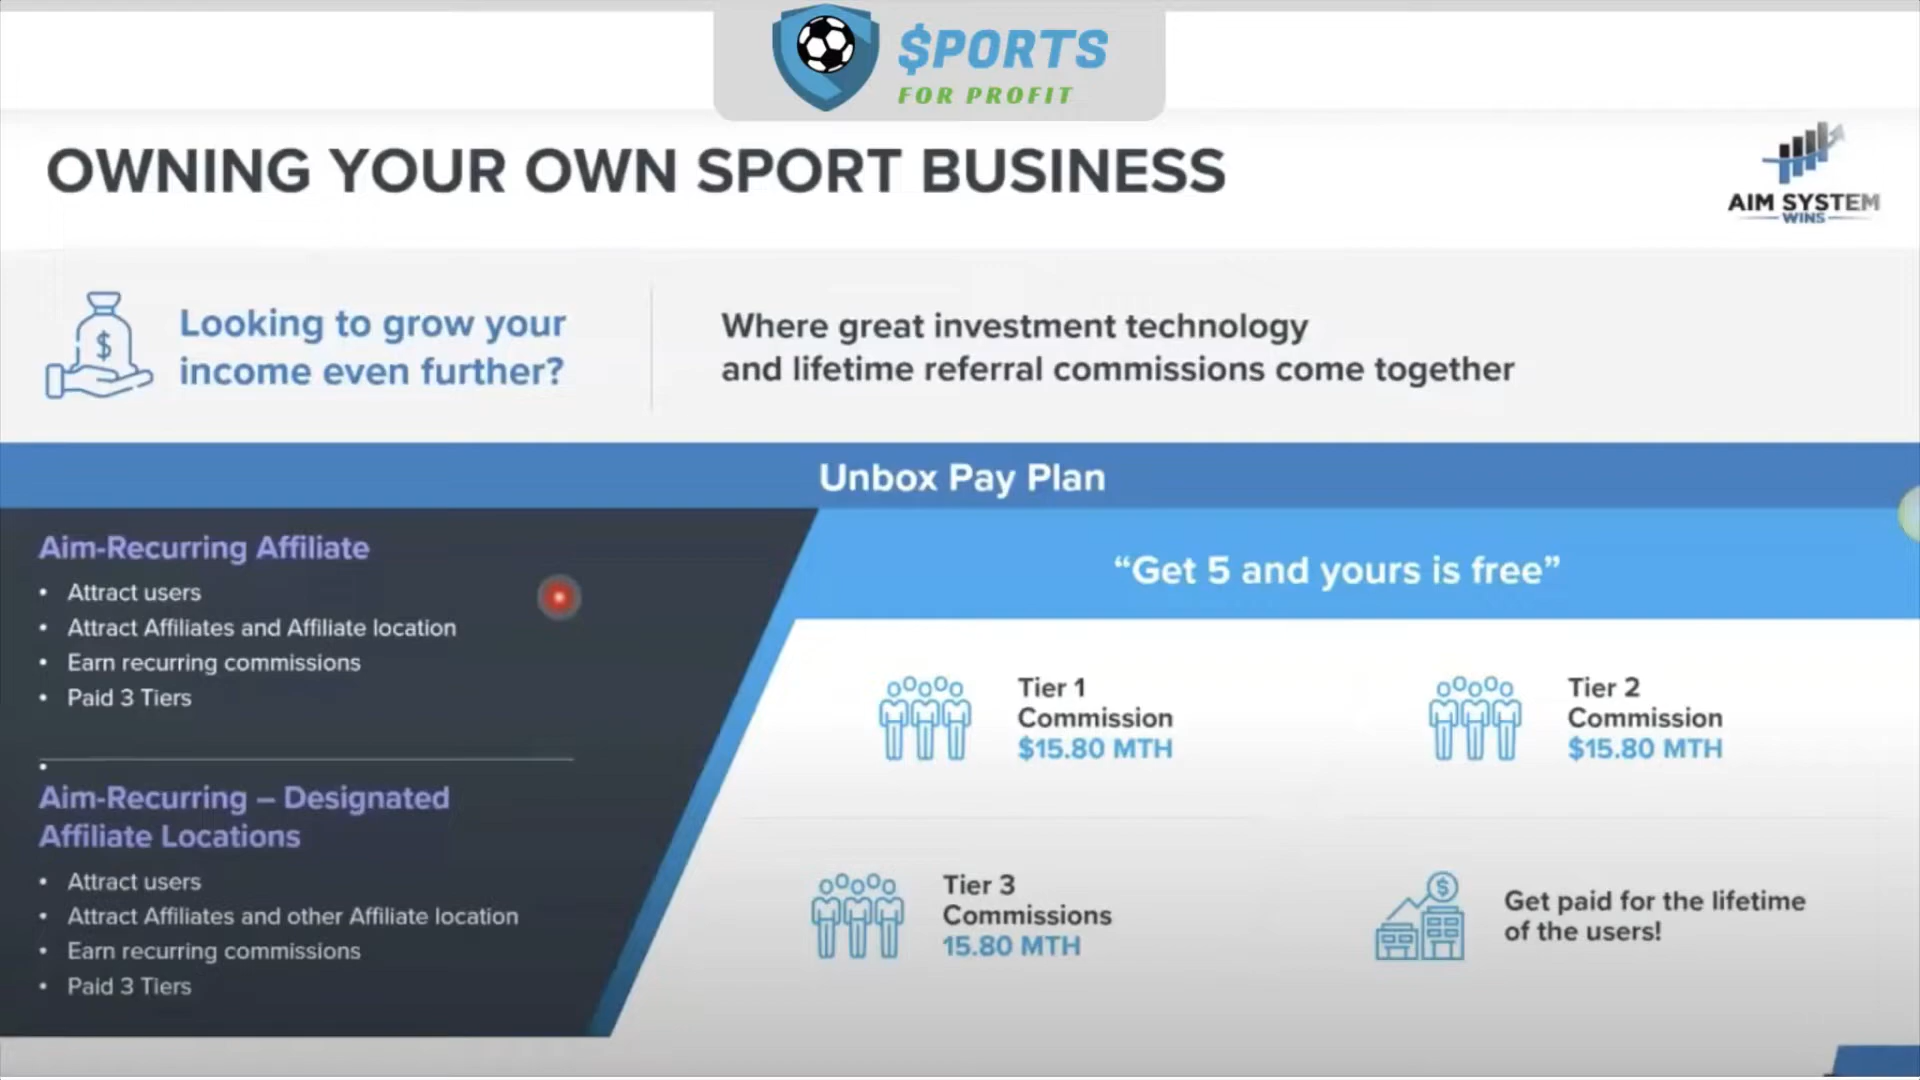 $PORTS
FOR PROFIT
OWNING YOUR OWN SPORT BUSINESS
AIM SYSTEM
WINS
Looking to grow your
income even further?
Where great investment technology
and lifetime referral commissions come together
Unbox Pay Plan
Aim-Recurring Affiliate
• Attract users
• Attract Affiliates and Affiliate location
• Earn recurring commissions
• Paid 3 Tiers
•
Aim-Recurring – Designated
Affiliate Locations
• Attract users
• Attract Affiliates and other Affiliate location
• Earn recurring commissions
• Paid 3 Tiers
“Get 5 and yours is free”
Tier 1
Commission
$15.80 MTH
Tier 2
Commission
$15.80 MTH
Tier 3
Commissions
15.80 MTH
Get paid for the lifetime
of the users!